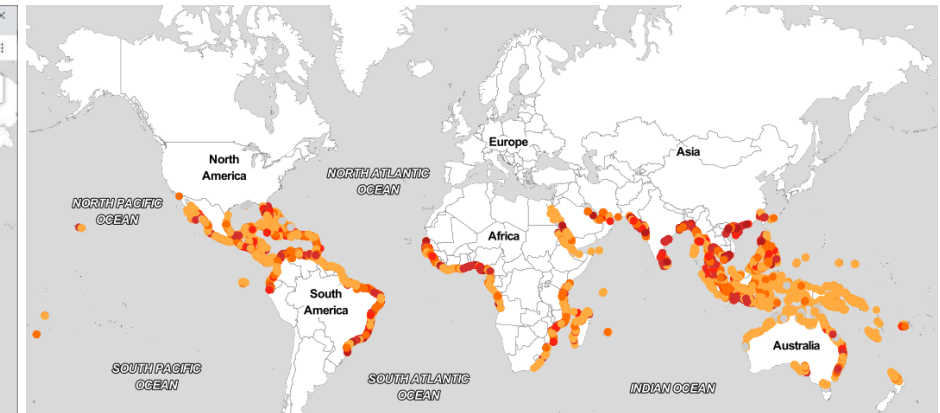 Europe
Asia
North
America
NORTH ATLANTIC
OCEAN
NORTH PACIFIC
OCEAN
Africa
South
America
Australia
SOUTH PACIFIC
OCEAN
SOUTH ATLANTIC
OCEAN
INDIAN OCEAN